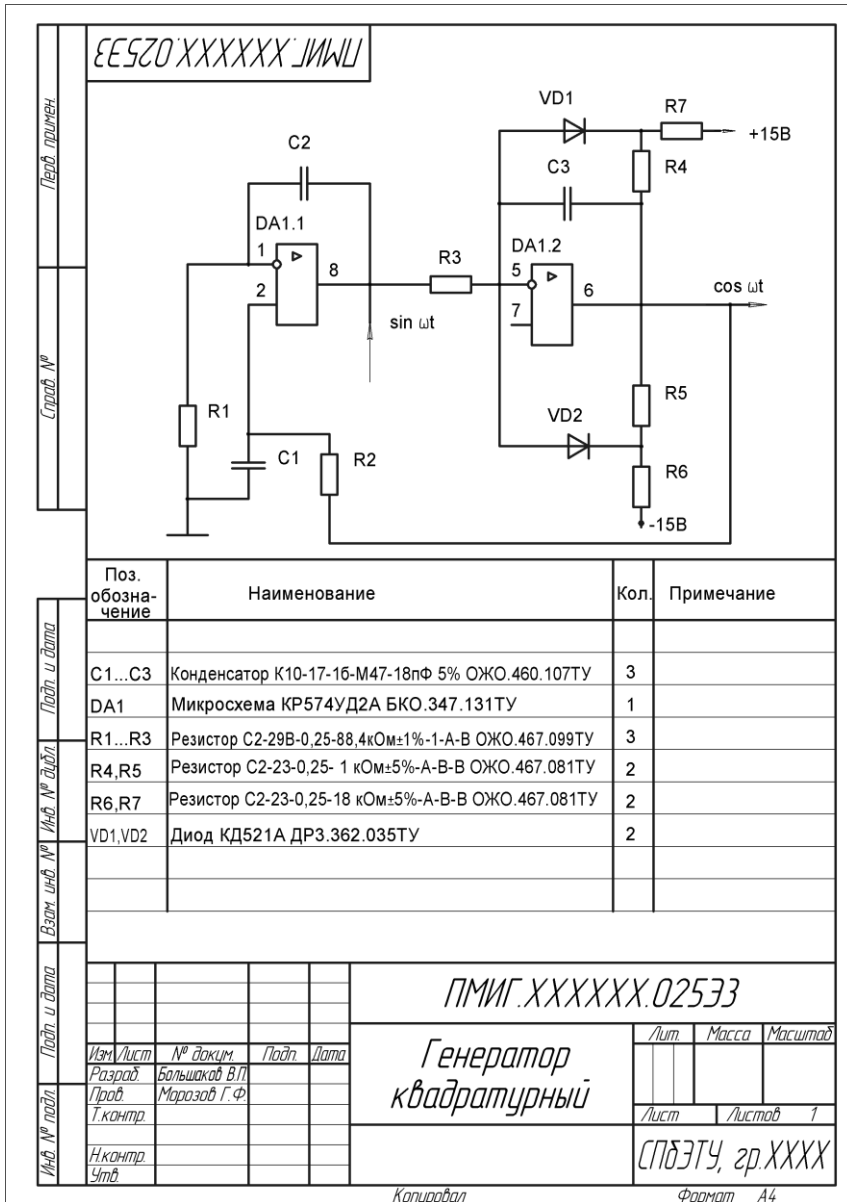 ПМИГ.XXXXXX.025ЭЗ
Перв. примен.
Справ. №
VD1
R7
+15В
C2
C3
R4
DA1.1
DA1.2
1
2
8
R3
5
7
6
sin ωt
cos ωt
R1
C1
R2
VD2
R5
R6
-15В
Поз. Наименование Кол. Примечание
обозна-
чение
C1...C3 Конденсатор К10-17-1б-М47-18пФ 5% ОЖО.460.107ТУ 3
DA1 Микросхема КР574УД2А БКО.347.131ТУ 1
R1...R3 Резистор С2-29В-0,25-88,4кОм±1%-1-А-В ОЖО.467.099ТУ 3
R4,R5 Резистор С2-23-0,25- 1 кОм±5%-А-В-В ОЖО.467.081ТУ 2
R6,R7 Резистор С2-23-0,25-18 кОм±5%-А-В-В ОЖО.467.081ТУ 2
VD1,VD2 Диод КД521А ДР3.362.035ТУ 2
Подп. и дата
Инв. № дубл.
Взам. инв. №
Подп. и дата
Инв. № подл.
ПМИГ.XXXXXX.025ЭЗ
Изм. Лист № докум. Подп. Дата
Разраб. Большаков В.П.
Пров. Морозов Г.Ф.
Т.контр.
Н.контр.
Утв.
Генератор
квадратурный
Лит. Масса Масштаб
Лист Листов 1
СПбЭТУ, гр.XXXX
Копировал Формат А4